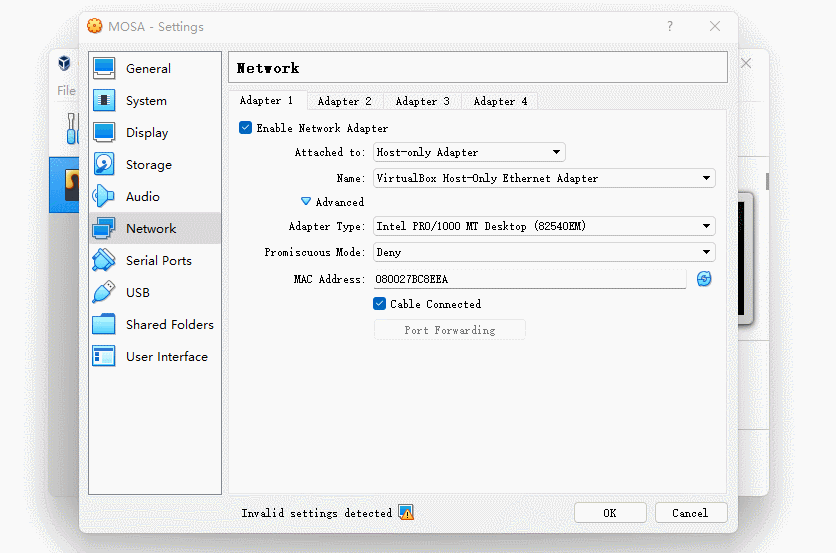 MOSA - Settings
?
File
General
System
Display
Storage
Audio
Network
Serial Ports
USB
Shared Folders
User Interface
Network
Adapter 1
Adapter 2
Adapter 3
Adapter 4
Enable Network Adapter
Attached to: Host-only Adapter
Name: VirtualBox Host-Only Ethernet Adapter
Advanced
Adapter Type: Intel PRO/1000 MT Desktop (82540EM)
Promiscuous Mode: Deny
MAC Address: 080027BC8EEA
Cable Connected
Port Forwarding
Invalid settings detected
OK
Cancel